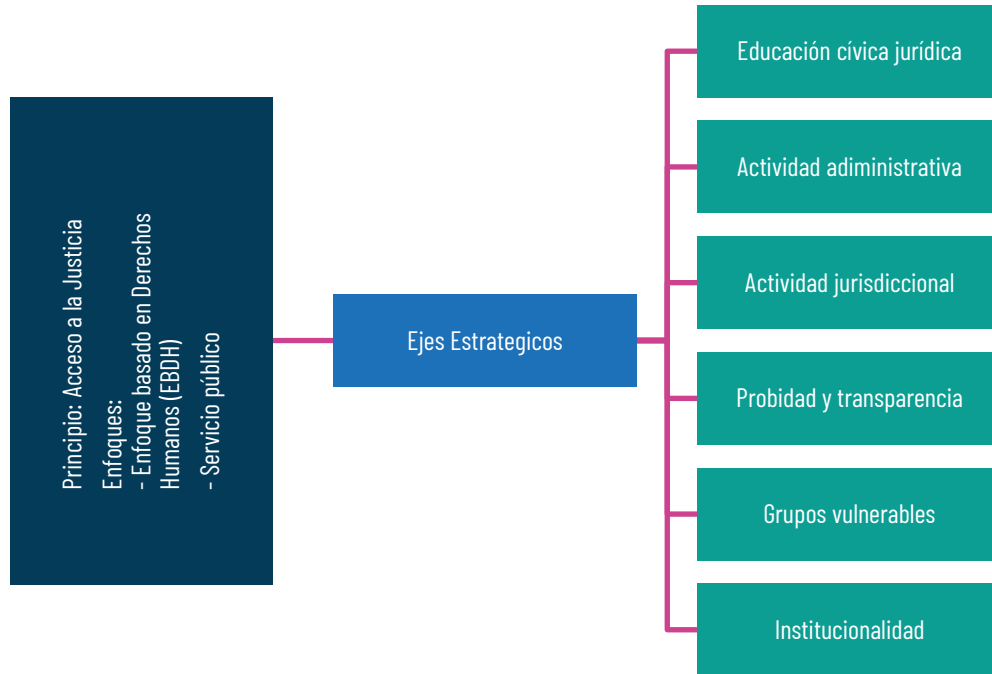 Principio: Acceso a la Justicia
Enfoques:
- Enfoque basado en Derechos
Humanos (EBDH)
- Servicio público
Ejes Estrategicos
Educación cívica jurídica
Actividad adiministrativa
Actividad jurisdiccional
Probidad y transparencia
Grupos vulnerables
Institucionalidad